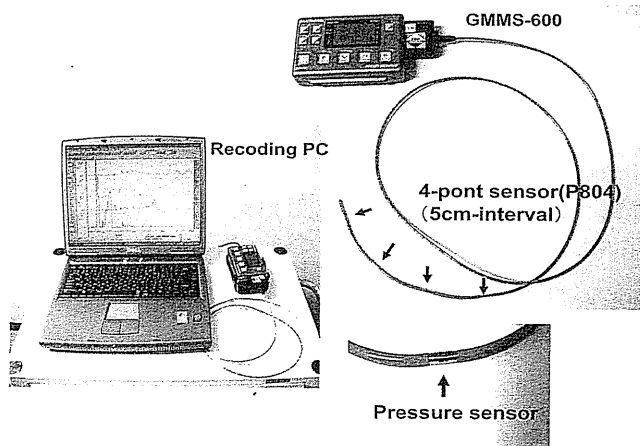 GMMS-600
Recoding PC
4-pont sensor(P804)
（5cm-interval）
Pressure sensor